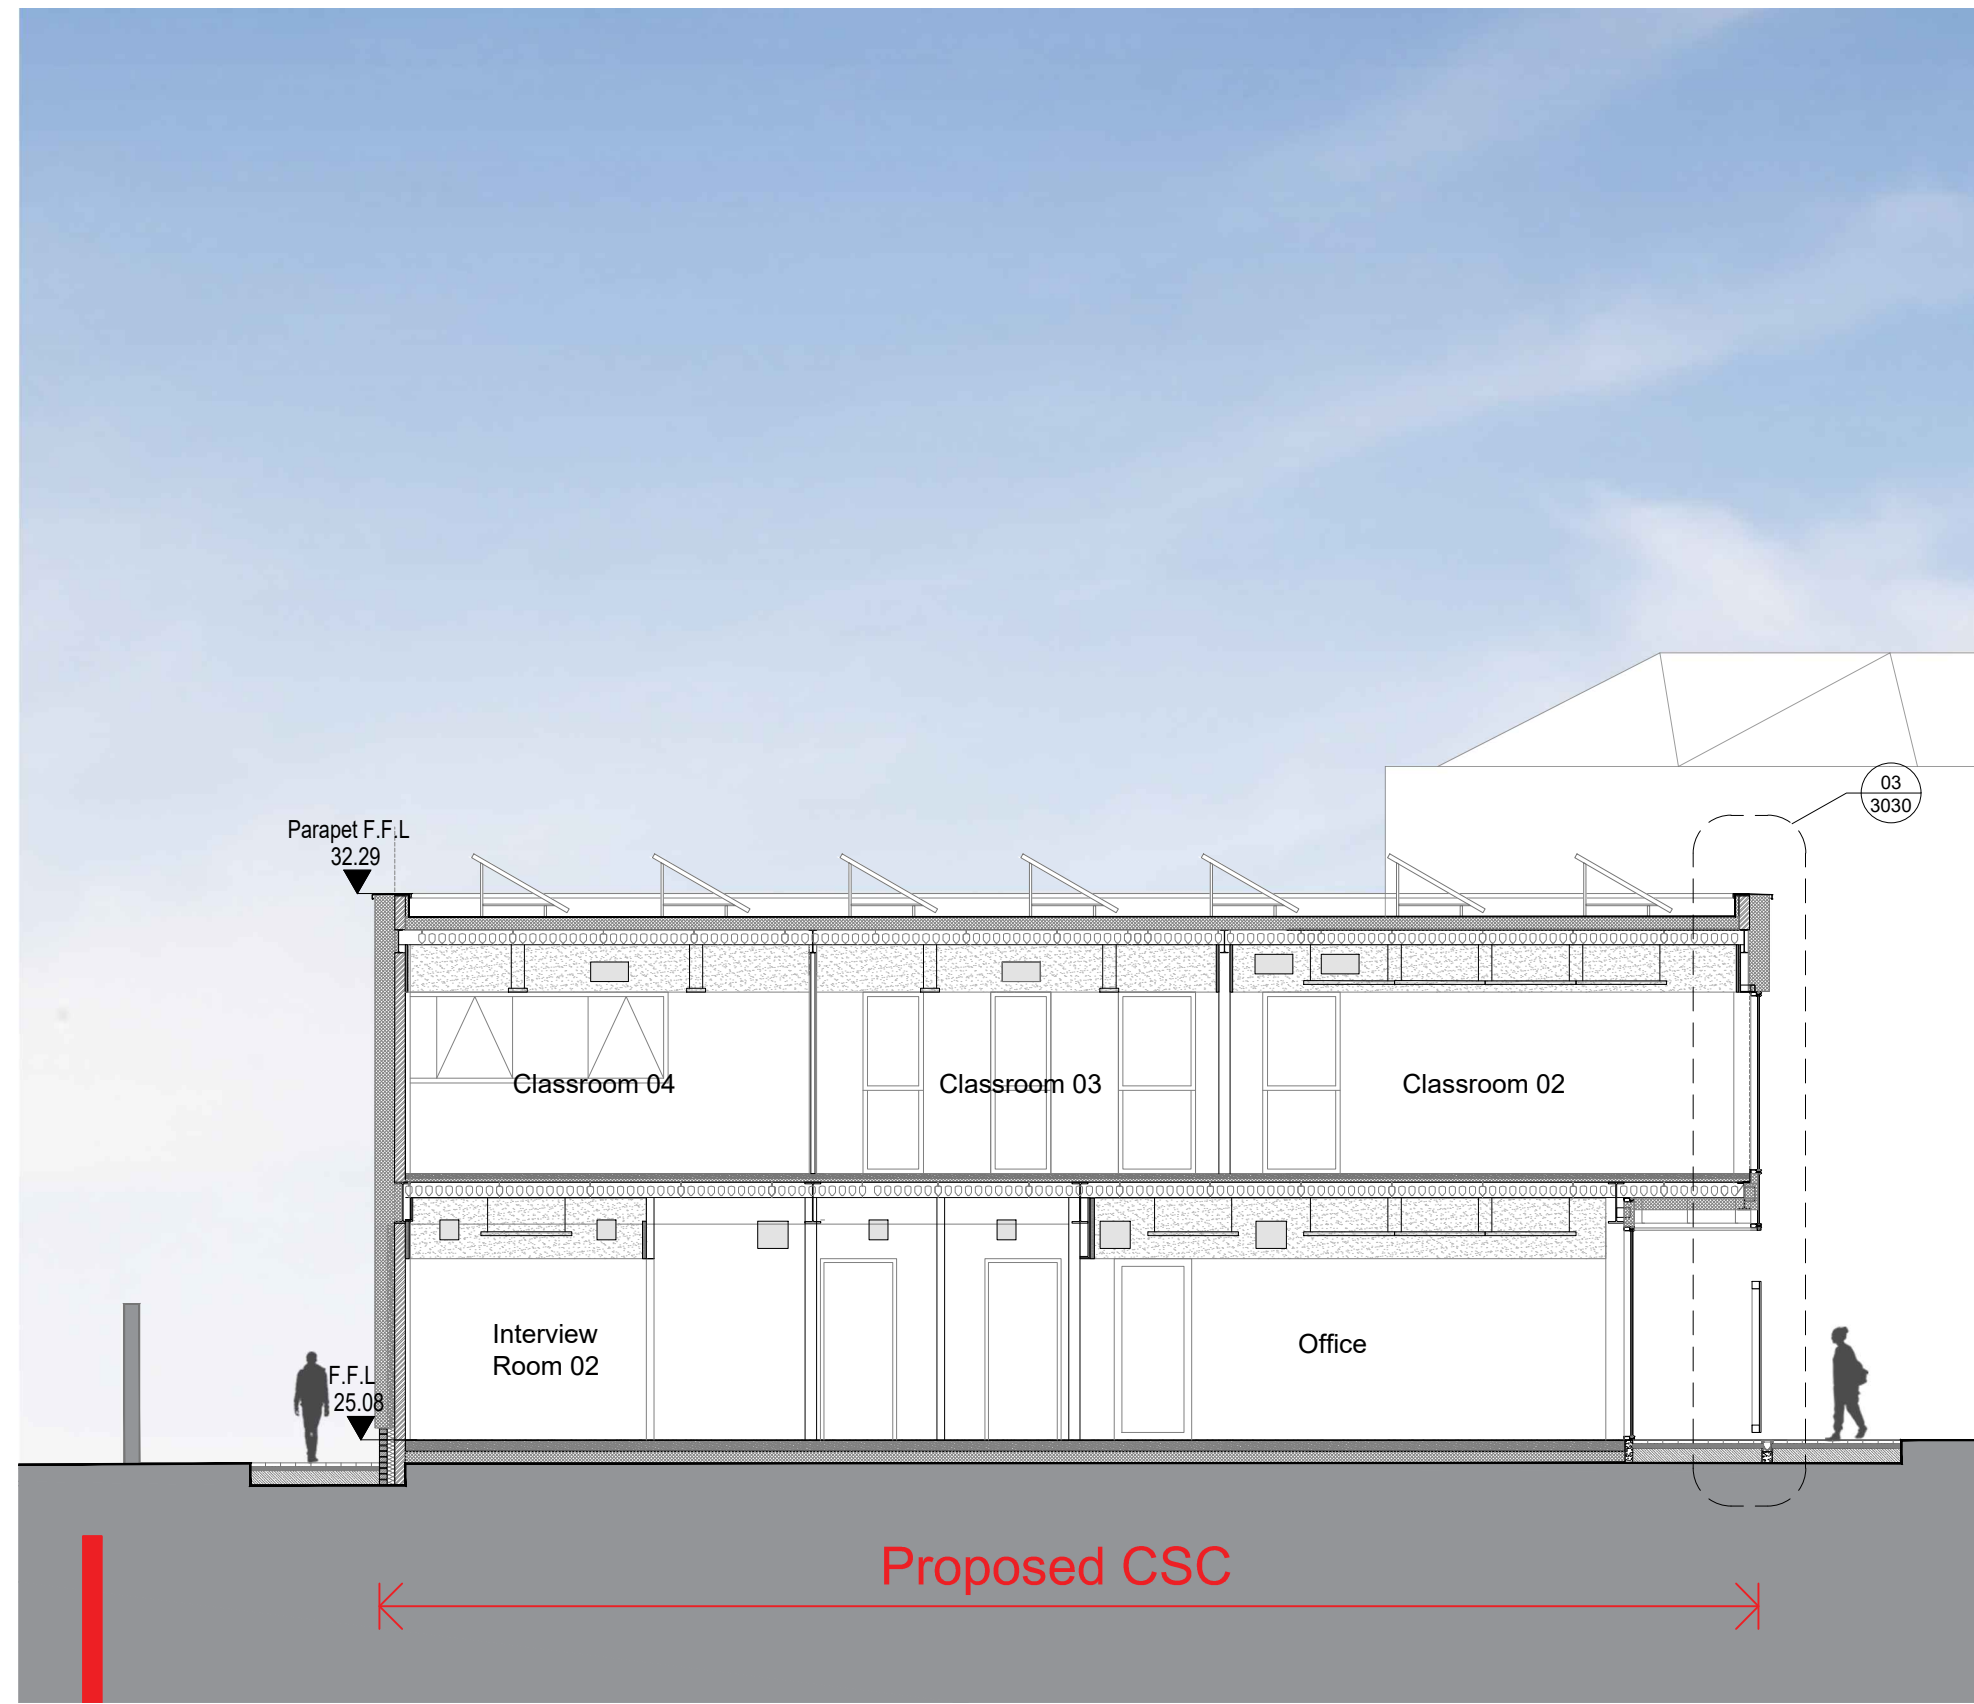 03
3030
Parapet F.F.L
32.29
Classroom 04
Classroom 03
Classroom 02
Interview
Room 02
Office
F.F.L
25.08
Proposed CSC